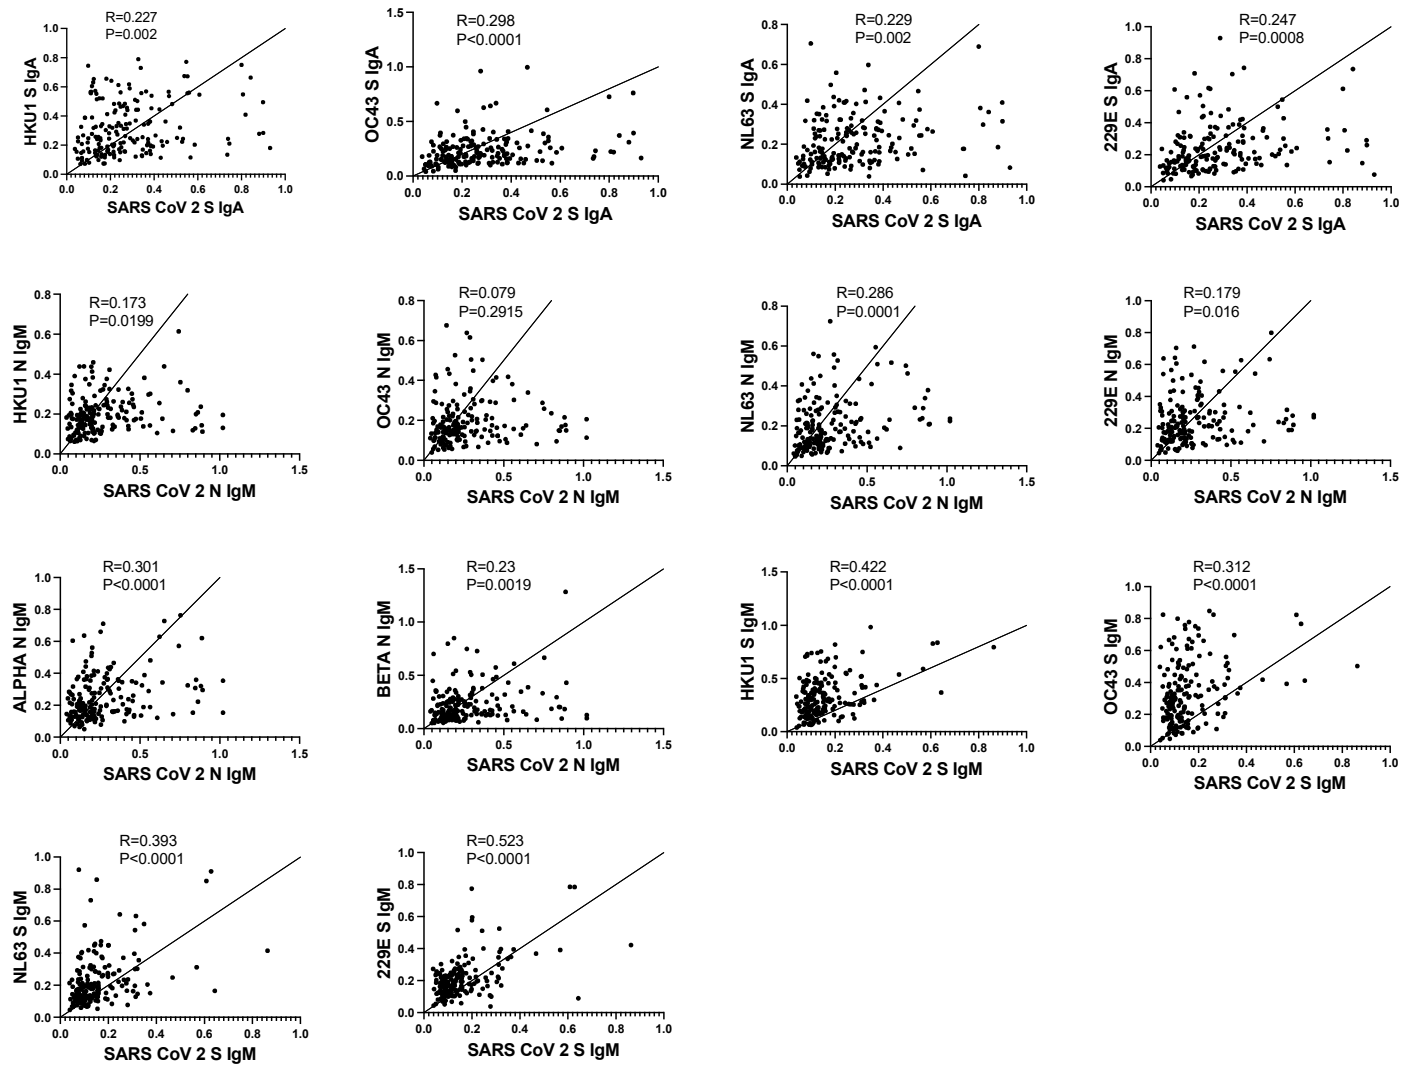 R=0.227
P=0.002
HKU1 S IgA
1.0
0.8
0.6
0.4
0.2
0.0
0.0 0.2 0.4 0.6 0.8 1.0
SARS CoV 2 S IgA
R=0.298
P<0.0001
OC43 S IgA
1.5
1.0
0.5
0.0
0.0 0.2 0.4 0.6 0.8 1.0
SARS CoV 2 S IgA
R=0.229
P=0.002
NL63 S IgA
0.8
0.6
0.4
0.2
0.0
0.0 0.2 0.4 0.6 0.8 1.0
SARS CoV 2 S IgA
R=0.247
P=0.0008
229E S IgA
1.0
0.8
0.6
0.4
0.2
0.0
0.0 0.2 0.4 0.6 0.8 1.0
SARS CoV 2 S IgA
R=0.173
P=0.0199
HKU1 N IgM
0.8
0.6
0.4
0.2
0.0
0.0 0.5 1.0 1.5
SARS CoV 2 N IgM
R=0.079
P=0.2915
OC43 N IgM
0.8
0.6
0.4
0.2
0.0
0.0 0.5 1.0 1.5
SARS CoV 2 N IgM
R=0.286
P=0.0001
NL63 N IgM
0.8
0.6
0.4
0.2
0.0
0.0 0.5 1.0 1.5
SARS CoV 2 N IgM
R=0.179
P=0.016
229E N IgM
1.0
0.8
0.6
0.4
0.2
0.0
0.0 0.5 1.0 1.5
SARS CoV 2 N IgM
R=0.301
P<0.0001
ALPHA N IgM
1.0
0.8
0.6
0.4
0.2
0.0
0.0 0.5 1.0 1.5
SARS CoV 2 N IgM
R=0.23
P=0.0019
BETA N IgM
1.5
1.0
0.5
0.0
0.0 0.5 1.0 1.5
SARS CoV 2 N IgM
R=0.422
P<0.0001
HKU1 S IgM
1.5
1.0
0.5
0.0
0.0 0.2 0.4 0.6 0.8 1.0
SARS CoV 2 S IgM
R=0.312
P<0.0001
OC43 S IgM
1.0
0.8
0.6
0.4
0.2
0.0
0.0 0.2 0.4 0.6 0.8 1.0
SARS CoV 2 S IgM
R=0.393
P<0.0001
NL63 S IgM
1.0
0.8
0.6
0.4
0.2
0.0
0.0 0.2 0.4 0.6 0.8 1.0
SARS CoV 2 S IgM
R=0.523
P<0.0001
229E S IgM
1.0
0.8
0.6
0.4
0.2
0.0
0.0 0.2 0.4 0.6 0.8 1.0
SARS CoV 2 S IgM